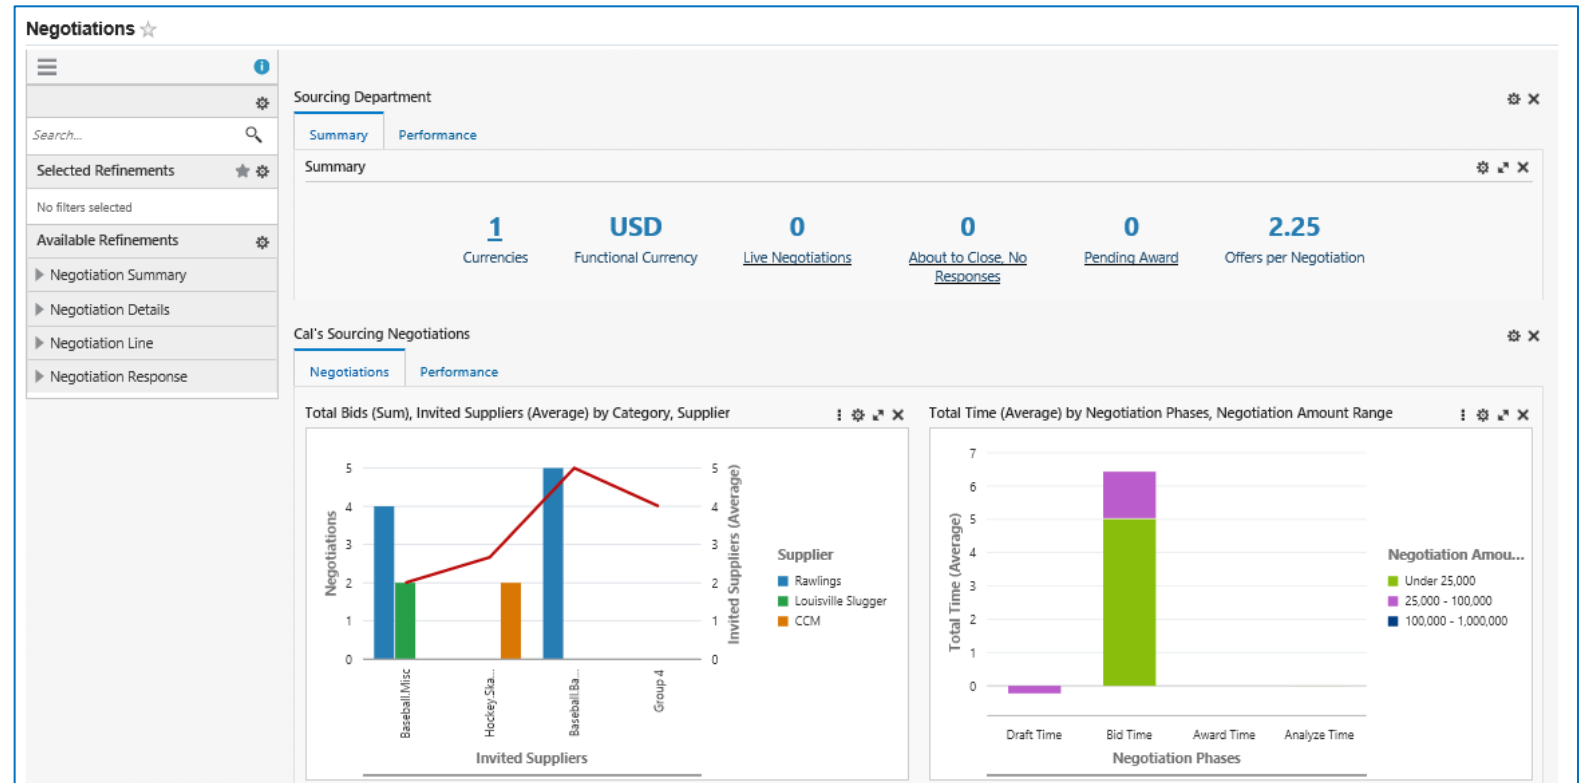 Negotiations
Search...
Selected Refinements
No filters selected
Available Refinements
Negotiation Summary
Negotiation Details
Negotiation Line
Negotiation Response
Sourcing Department
Summary Performance
Summary
1 USD 0 0 0 2.25
Currencies Functional Currency Live Negotiations About to Close, No Pending Award Offers per Negotiation
Responses
Cal's Sourcing Negotiations
Negotiations Performance
Total Bids (Sum), Invited Suppliers (Average) by Category, Supplier
5
4
3
2
1
0
Negotiations
5
4
3
2
1
0
Invited Suppliers (Average)
Baseball.Misc
Hockey.Ska...
Baseball.Ba...
Group 4
Invited Suppliers
Supplier
Rawlings
Louisville Slugger
CCM
Total Time (Average) by Negotiation Phases, Negotiation Amount Range
7
6
5
4
3
2
1
0
Total Time (Average)
Draft Time Bid Time Award Time Analyze Time
Negotiation Phases
Negotiation Amou...
Under 25,000
25,000 - 100,000
100,000 - 1,000,000